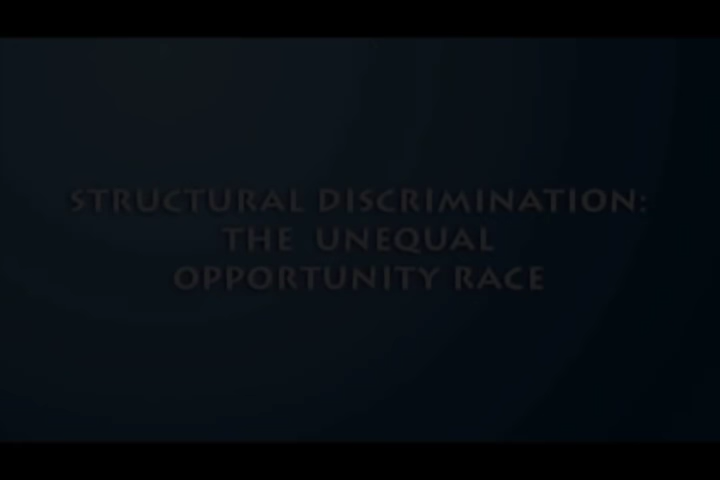 STRUCTURAL DISCRIMINATION:
THE UNEQUAL
OPPORTUNITY RACE